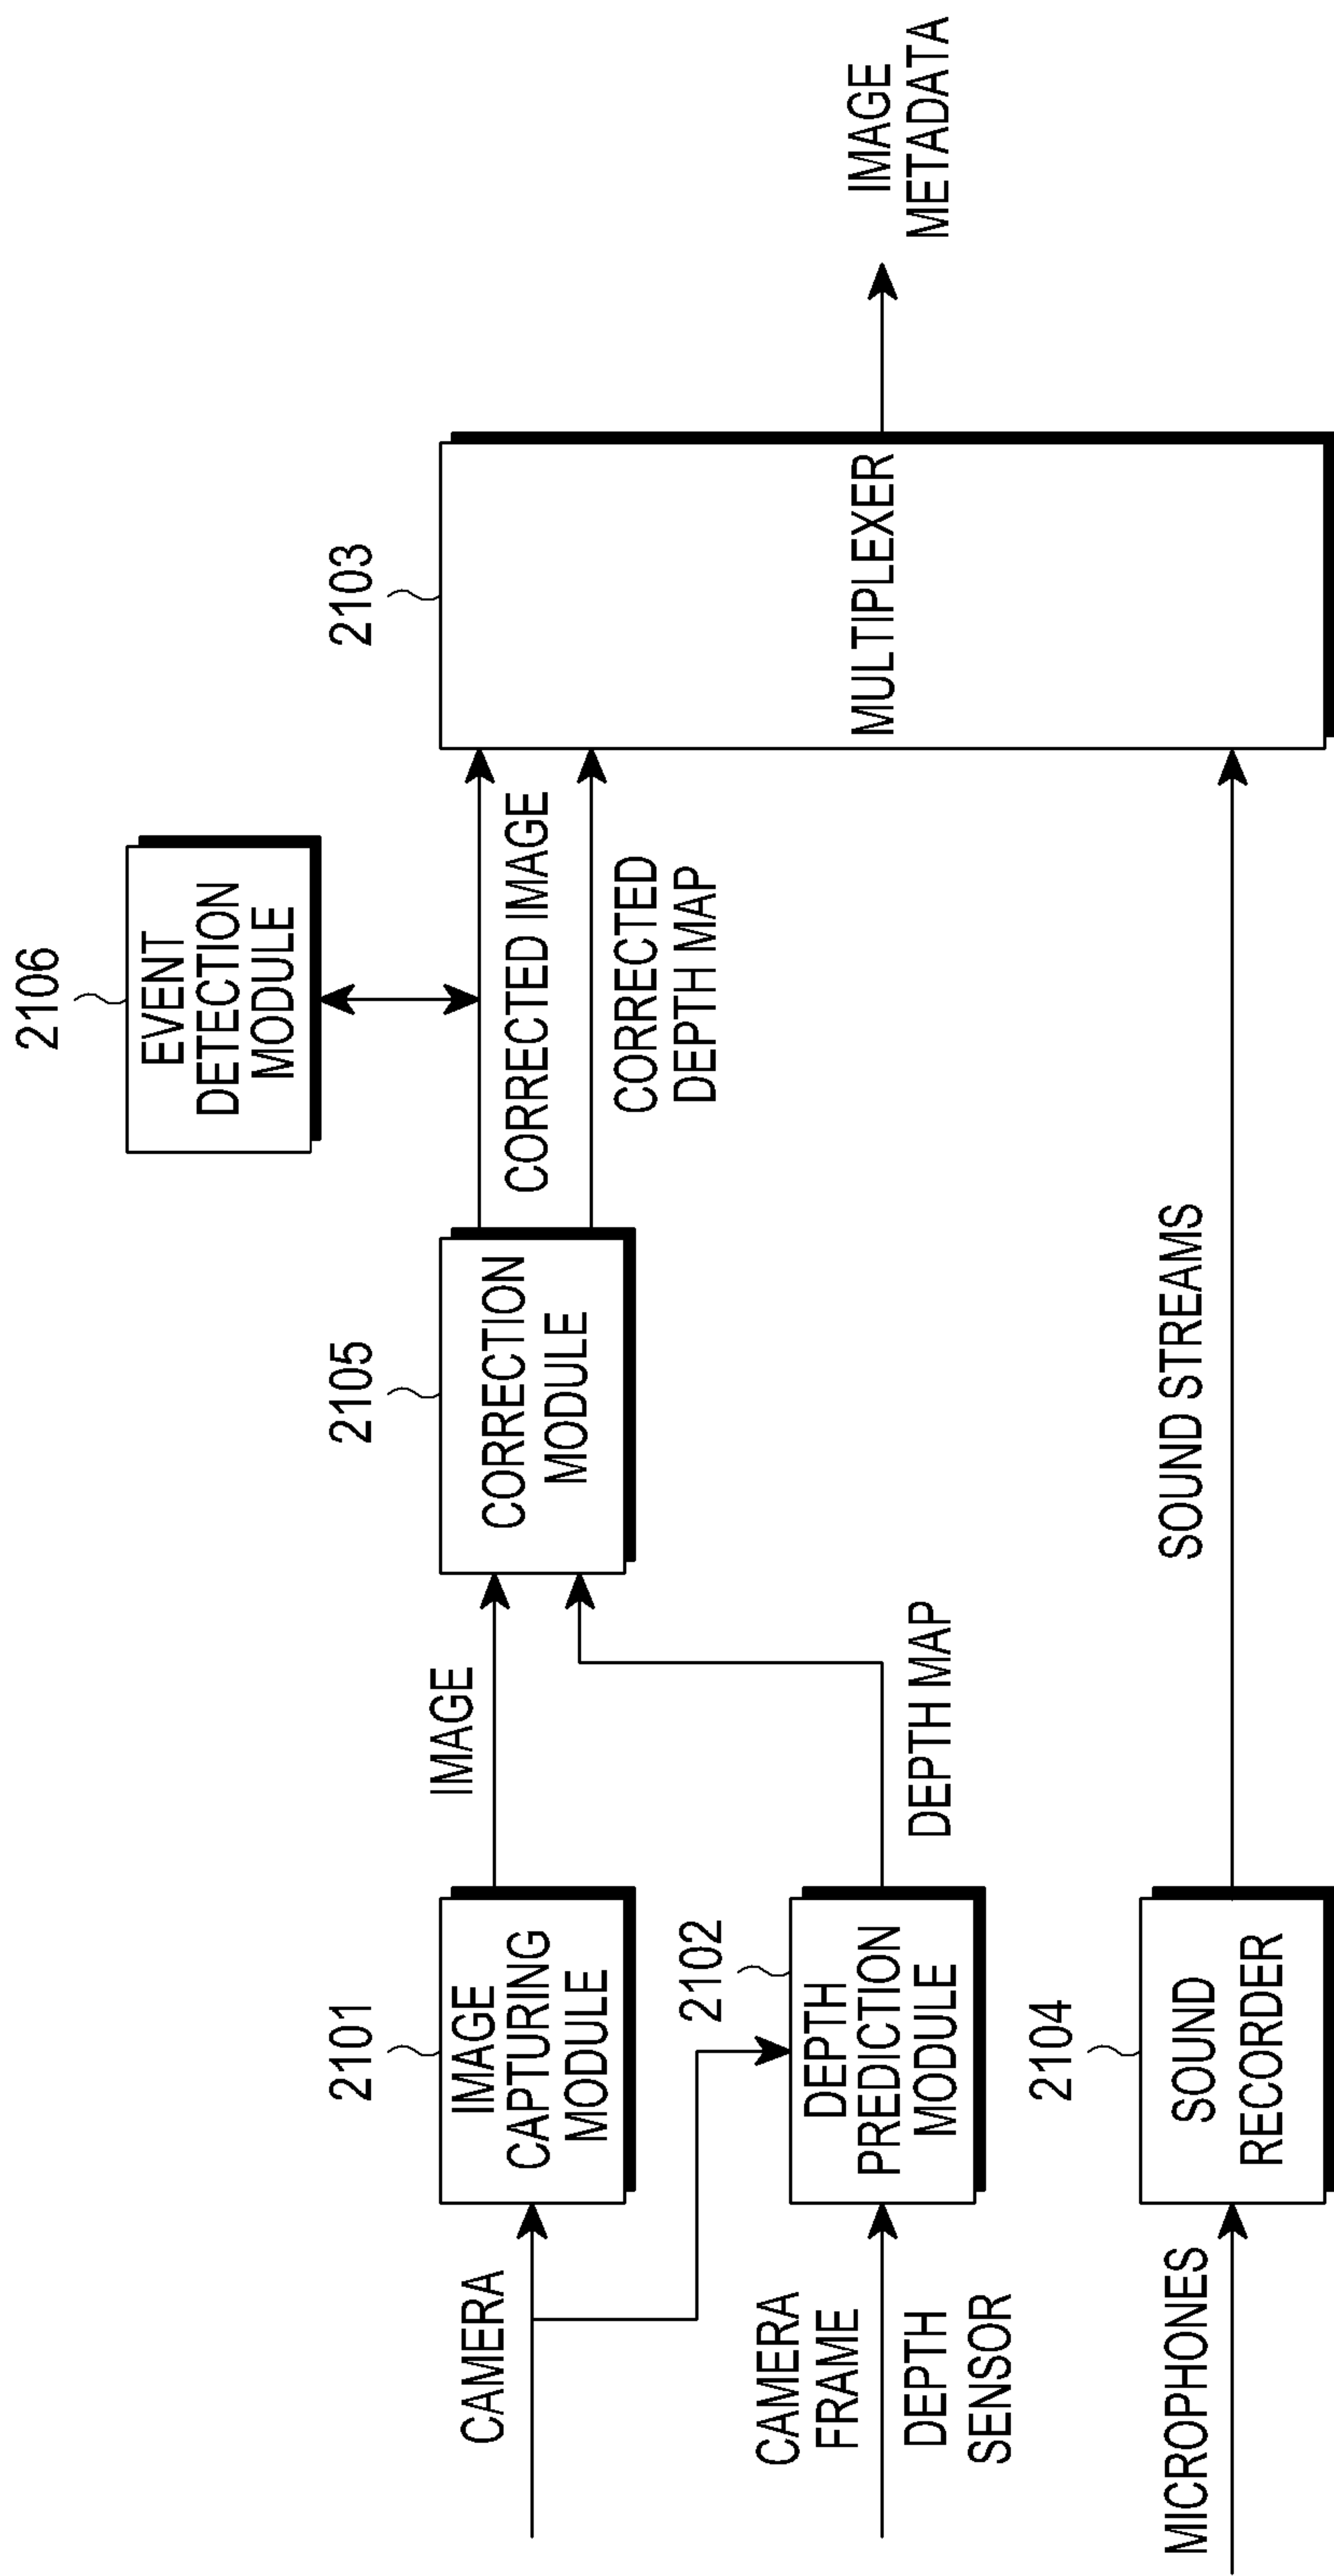 2106
EVENT
DETECTION
MODULE
2101
2105
2103
CAMERA
IMAGE
CAPTURING
MODULE
IMAGE
CORRECTION
MODULE
CORRECTED IMAGE
CORRECTED
DEPTH MAP
MULTIPLEXER
IMAGE
METADATA
2102
CAMERA
FRAME
DEPTH
SENSOR
DEPTH
PREDICTION
MODULE
DEPTH MAP
2104
MICROPHONES
SOUND
RECORDER
SOUND STREAMS